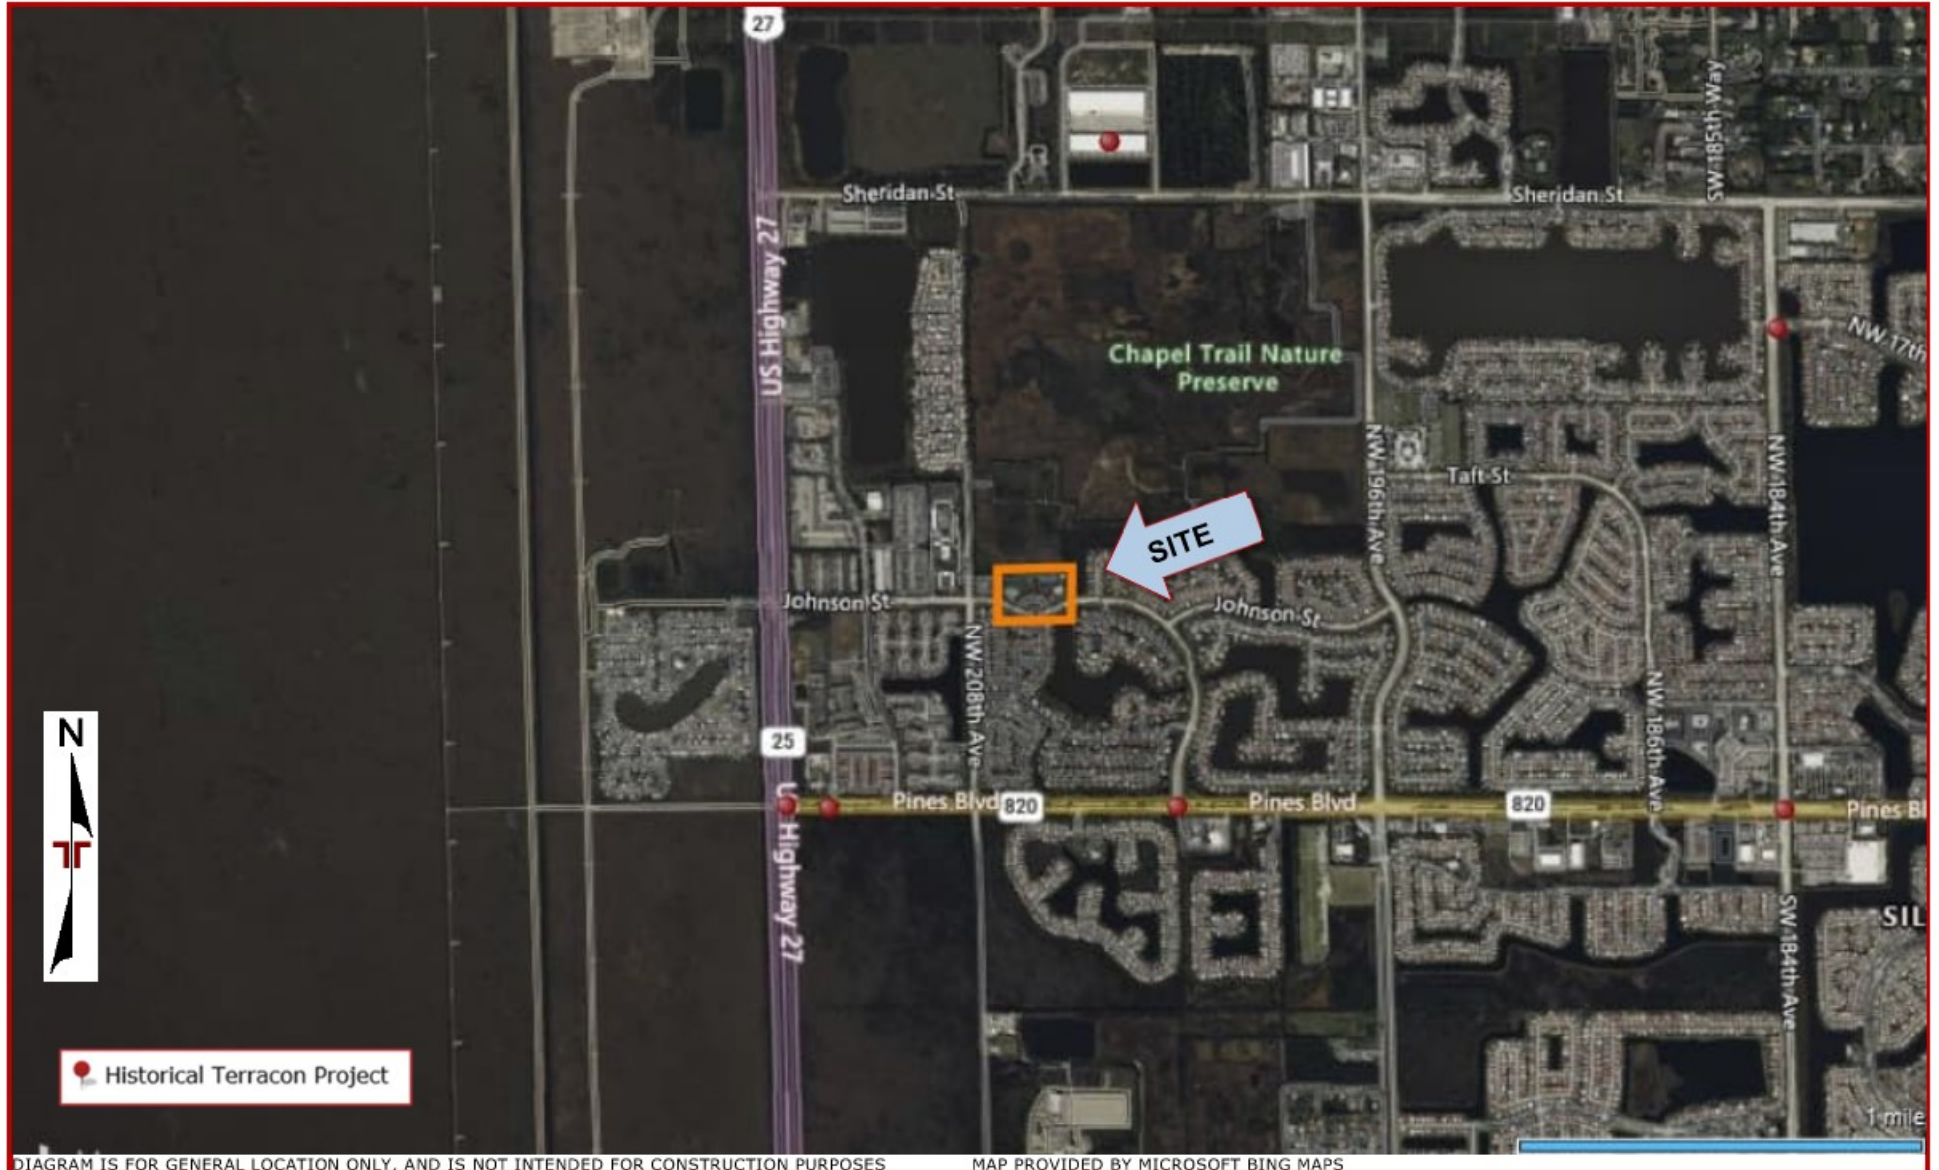 27
SW 185th Way
Sheridan St
Sheridan St
US Highway 27
NW 17th
Chapel Trail Nature
Preserve
NW 196th Ave
Taft St
NW 184th Ave
SITE
Johnson St
Johnson St
NW 208th Ave
NW 186th Ave
N
25
Pines Blvd
820
Pines Blvd
820
Pines Bl
US Highway 27
SW 184th Ave
SIL
Historical Terracon Project
1 mile
DIAGRAM IS FOR GENERAL LOCATION ONLY, AND IS NOT INTENDED FOR CONSTRUCTION PURPOSES
MAP PROVIDED BY MICROSOFT BING MAPS